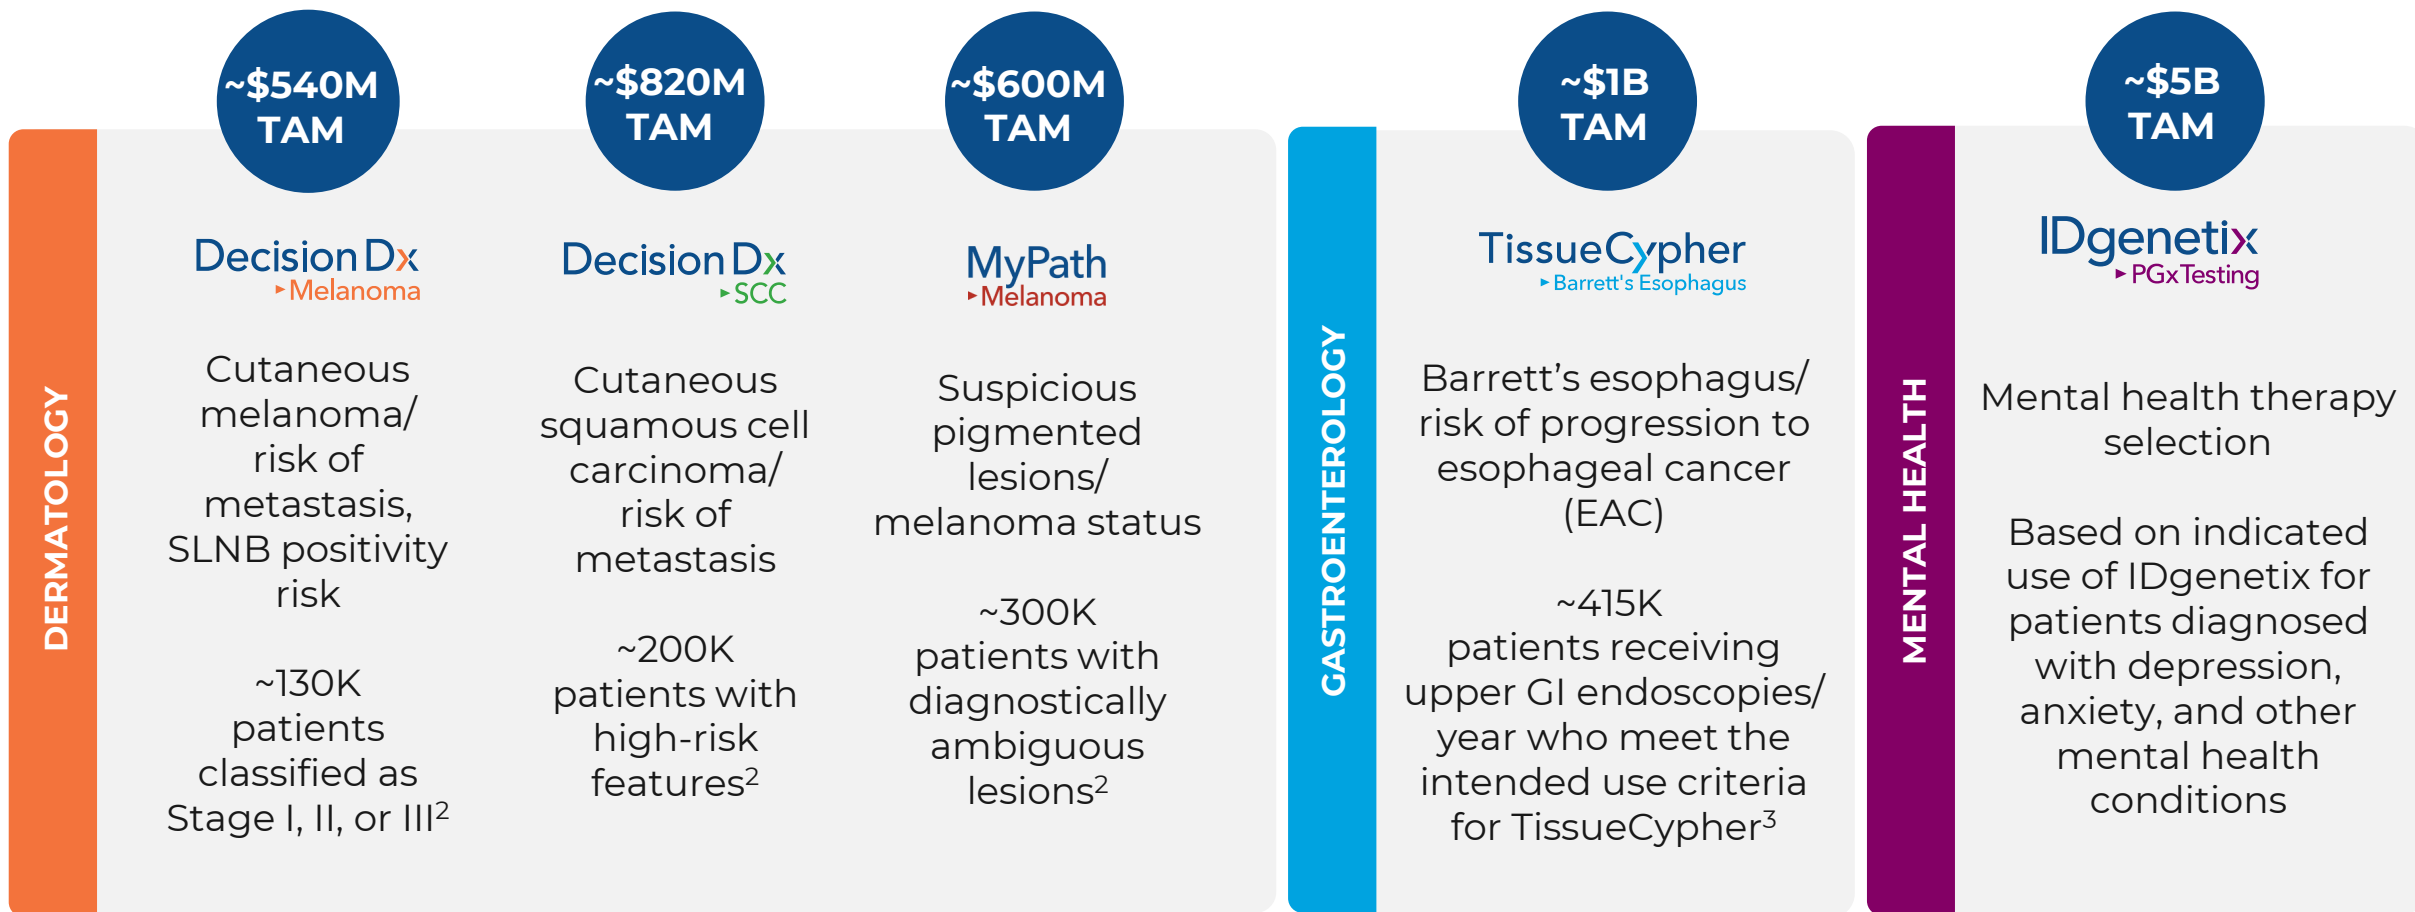 DERMATOLOGY
~$540M
TAM
DecisionDx
▸Melanoma
Cutaneous
melanoma/
risk of
metastasis,
SLNB positivity
risk
~130K
patients
classified as
Stage I, II, or III²
~$820M
TAM
DecisionDx
▸SCC
Cutaneous
squamous cell
carcinoma/
risk of
metastasis
~200K
patients with
high-risk
features²
~$600M
TAM
MyPath
▸Melanoma
Suspicious
pigmented
lesions/
melanoma status
~300K
patients with
diagnostically
ambiguous
lesions²
GASTROENTEROLOGY
~$1B
TAM
TissueCypher
▸Barrett's Esophagus
Barrett’s esophagus/
risk of progression to
esophageal cancer
(EAC)
~415K
patients receiving
upper GI endoscopies/
year who meet the
intended use criteria
for TissueCypher³
MENTAL HEALTH
~$5B
TAM
IDgenetix
▸PGxTesting
Mental health therapy
selection
Based on indicated
use of IDgenetix for
patients diagnosed
with depression,
anxiety, and other
mental health
conditions